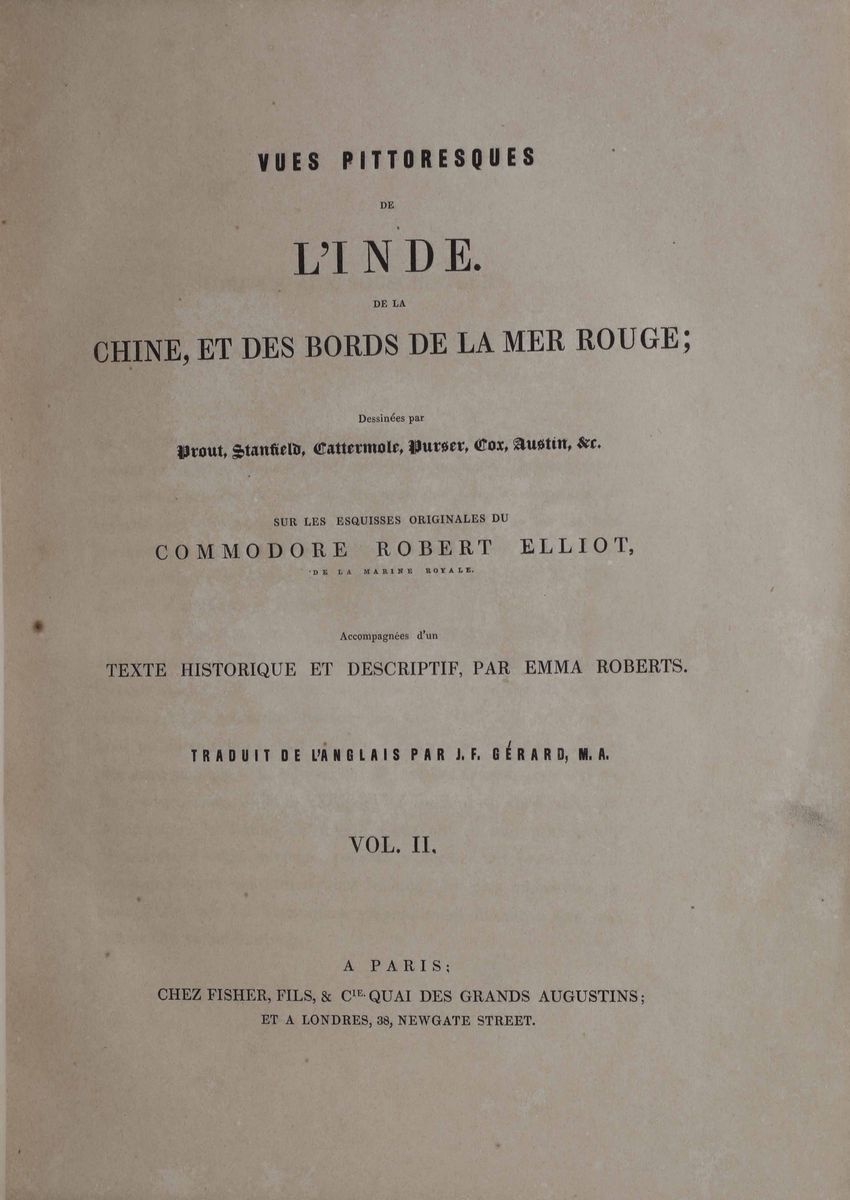 VUES PITTORESQUES
DE
L'INDE.
DE LA
CHINE, ET DES BORDS DE LA MER ROUGE;
Dessinées par
Prout, Stanfield, Cattermole, Purser, Cox, Austin, &c.
SUR LES ESQUISSES ORIGINALES DU
COMMODORE ROBERT ELLIOT,
DE LA MARINE ROYALE.
Accompagnées d'un
TEXTE HISTORIQUE ET DESCRIPTIF, PAR EMMA ROBERTS.
TRADUIT DE L'ANGLAIS PAR J. F. GÉRARD, M. A.
VOL. II.
A PARIS;
CHEZ FISHER, FILS, & CIE. QUAI DES GRANDS AUGUSTINS;
ET A LONDRES, 38, NEWGATE STREET.